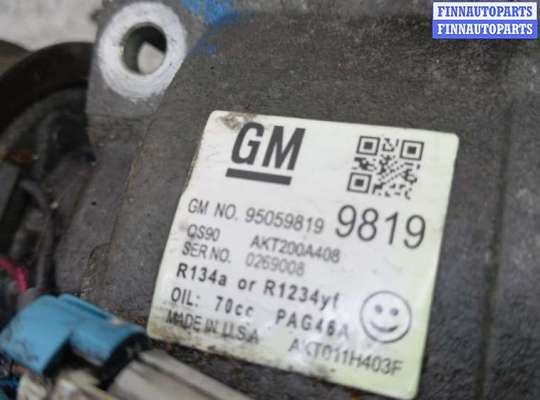 FINNAUTOPARTS
FINNAUTOPARTS
GM
GM NO. 95059819 9819
QS90 AKT200A408
SER NO. 0269008
R134a or R1234yf
OIL: 70cc PAG46A
MADE IN U.S.A AKT011H403F